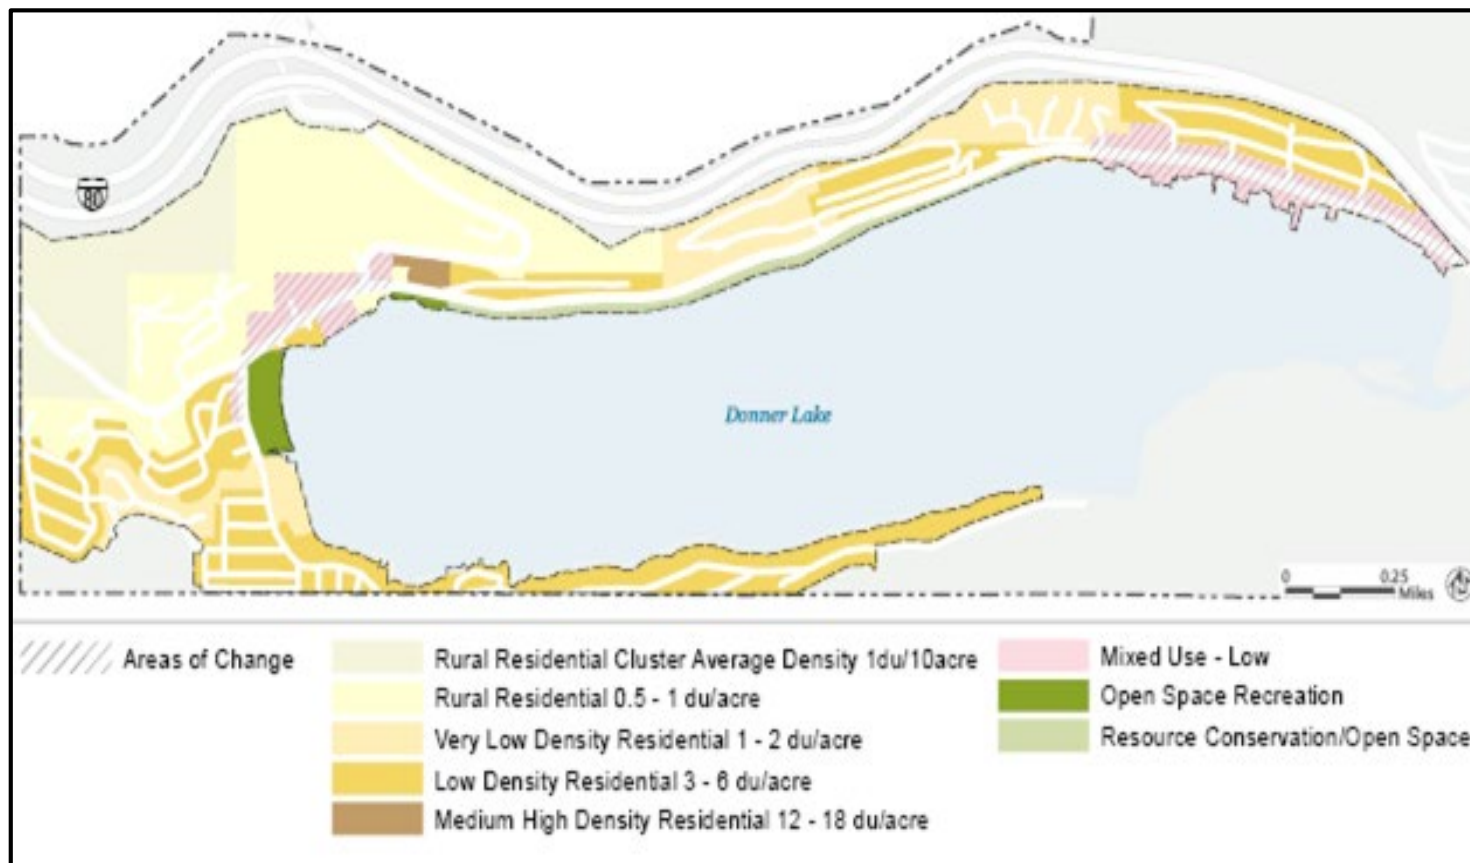 80
Donner Lake
0 0.25
Miles
Areas of Change
Rural Residential Cluster Average Density 1du/10acre
Rural Residential 0.5 - 1 du/acre
Very Low Density Residential 1 - 2 du/acre
Low Density Residential 3 - 6 du/acre
Medium High Density Residential 12 - 18 du/acre
Mixed Use - Low
Open Space Recreation
Resource Conservation/Open Space